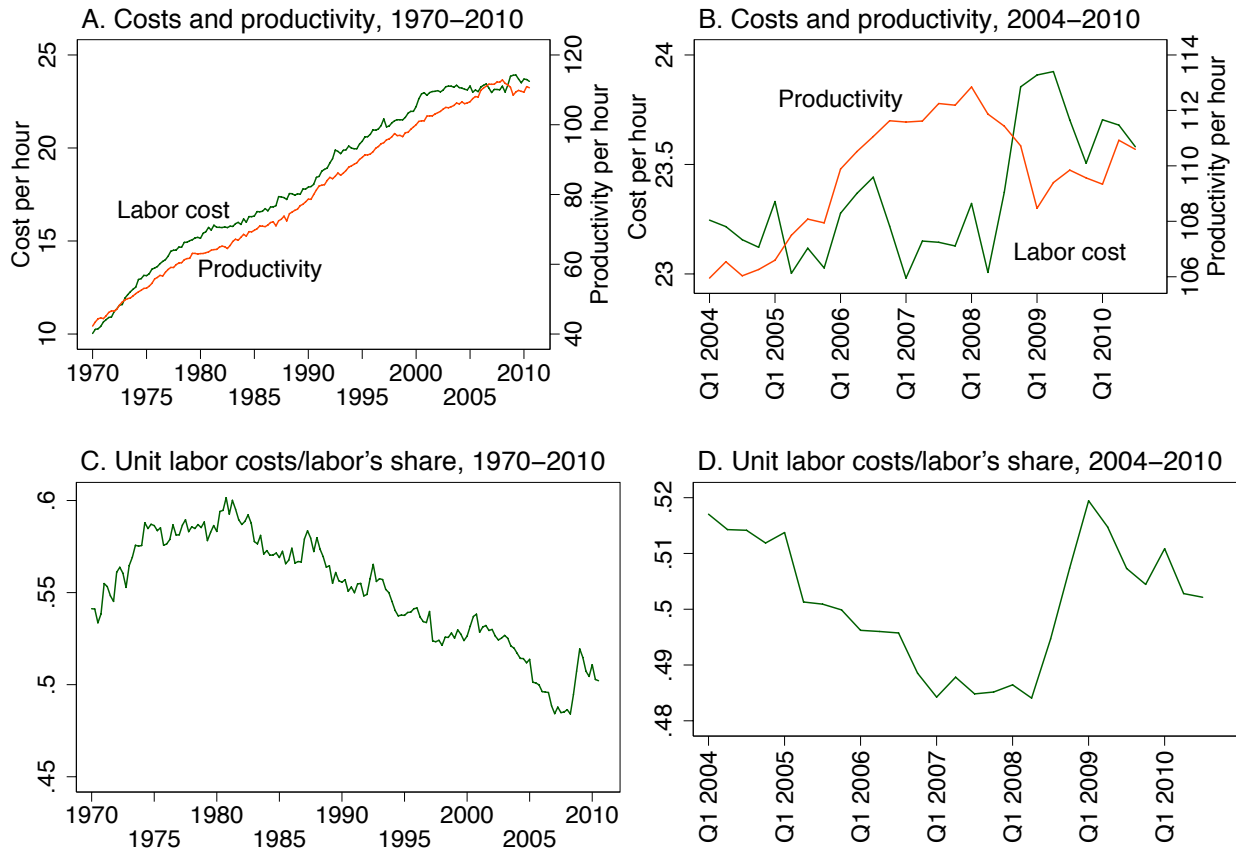 A. Costs and productivity, 1970–2010
Cost per hour
25
20
15
10
Labor cost
Productivity
120
100
80
60
40
Productivity per hour
1970 1980 1990 2000 2010
1975 1985 1995 2005
B. Costs and productivity, 2004–2010
Cost per hour
24
23.5
23
Productivity
Labor cost
114
112
110
108
106
Productivity per hour
Q1 2004
Q1 2005
Q1 2006
Q1 2007
Q1 2008
Q1 2009
Q1 2010
C. Unit labor costs/labor’s share, 1970–2010
.6
.55
.5
.45
1970 1980 1990 2000 2010
1975 1985 1995 2005
D. Unit labor costs/labor’s share, 2004–2010
.52
.51
.5
.49
.48
Q1 2004
Q1 2005
Q1 2006
Q1 2007
Q1 2008
Q1 2009
Q1 2010